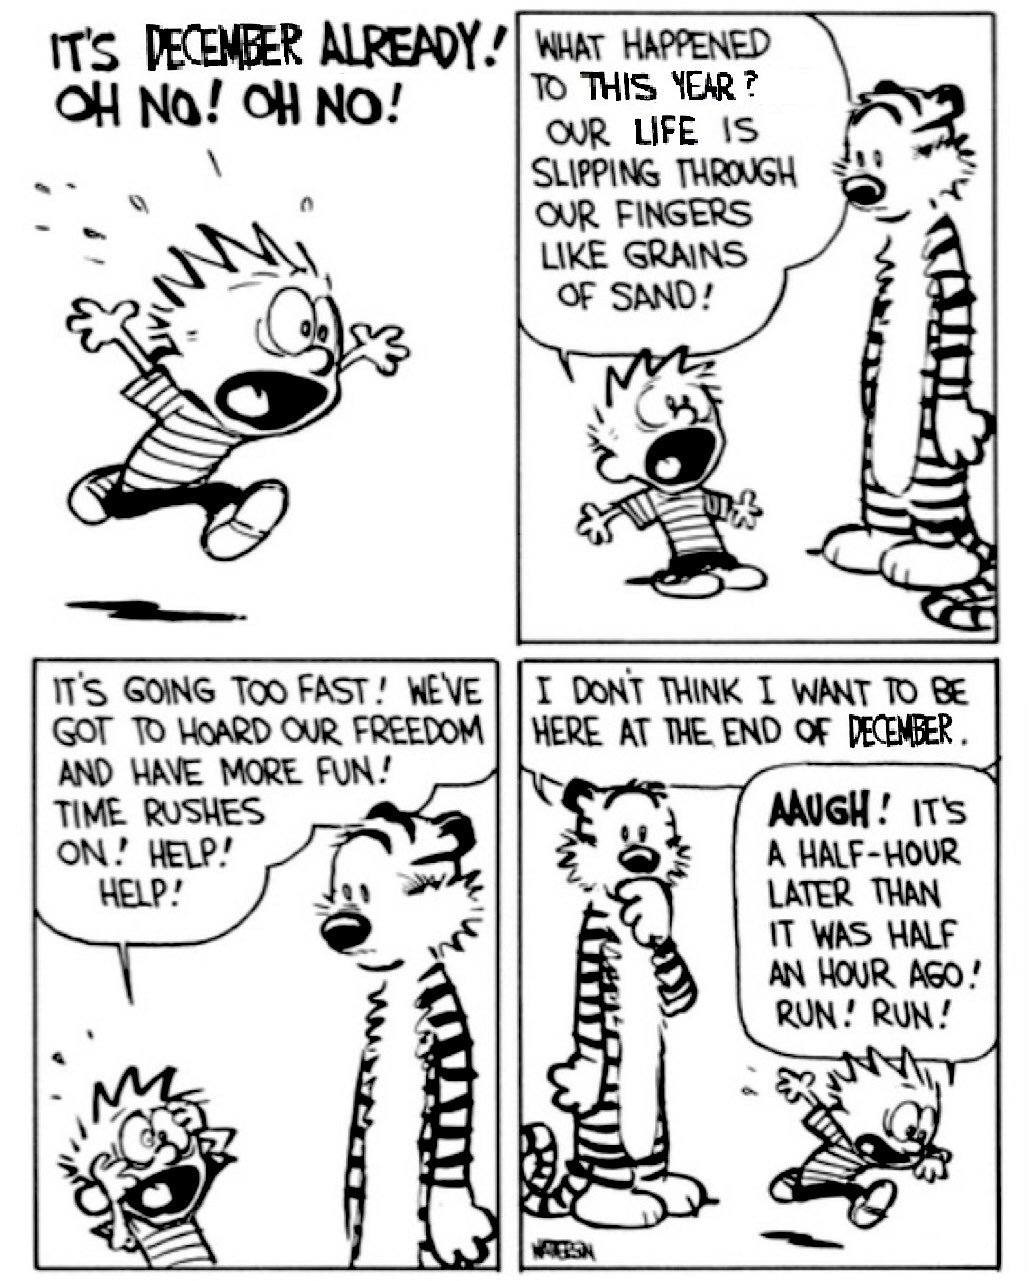 IT'S DECEMBER ALREADY!
OH NO! OH NO!
WHAT HAPPENED
TO THIS YEAR?
OUR LIFE IS
SLIPPING THROUGH
OUR FINGERS
LIKE GRAINS
OF SAND!
IT'S GOING TOO FAST! WE'VE
GOT TO HOARD OUR FREEDOM
AND HAVE MORE FUN!
TIME RUSHES
ON! HELP!
HELP!
I DON'T THINK I WANT TO BE
HERE AT THE END OF DECEMBER.
AAUGH! IT'S
A HALF-HOUR
LATER THAN
IT WAS HALF
AN HOUR AGO!
RUN! RUN!
WATTERSON